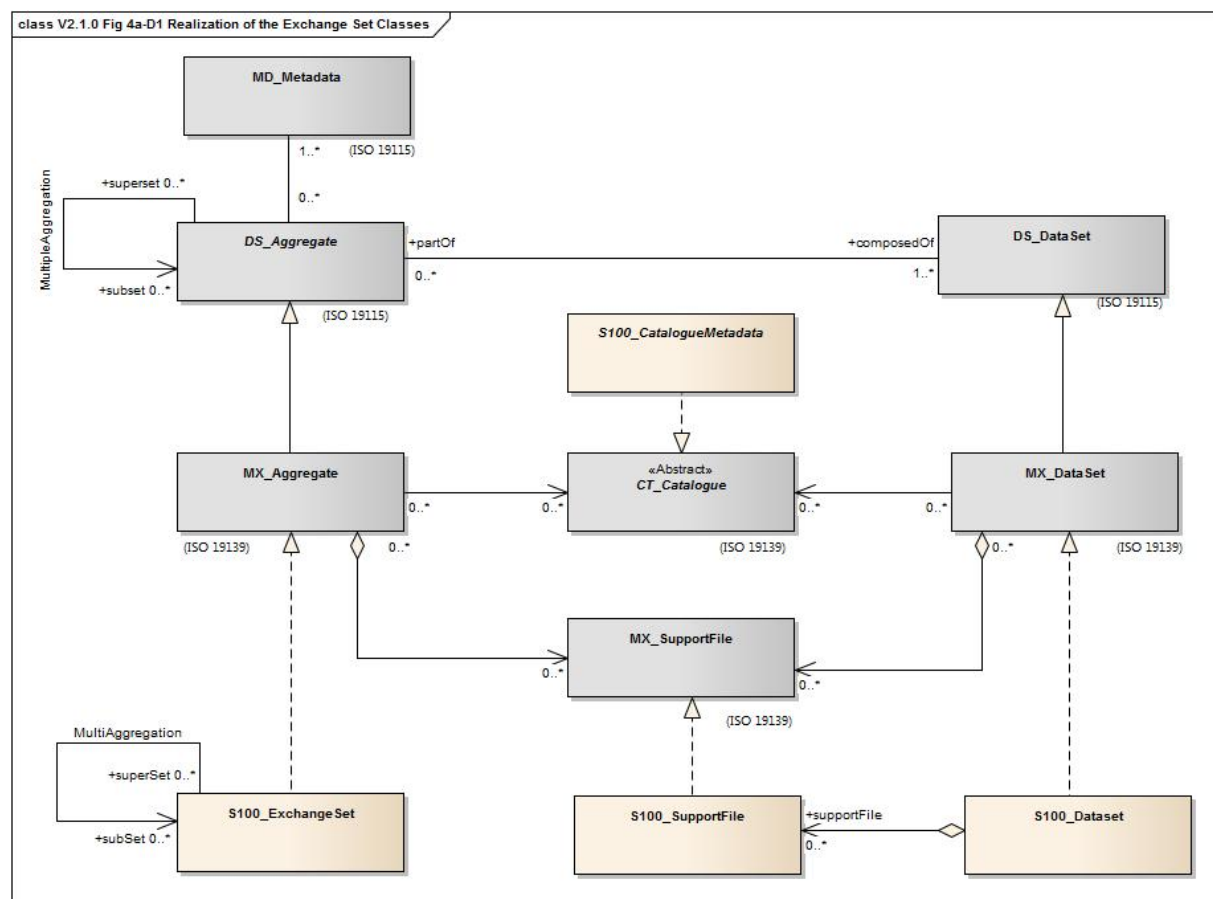 class V2.1.0 Fig 4a-D1 Realization of the Exchange Set Classes
MD_Metadata
(ISO 19115)
1..*
0..*
MultipleAggregation
+superset 0..*
+subset 0..*
DS_Aggregate
(ISO 19115)
+partOf
0..*
+composedOf
1..*
DS_DataSet
(ISO 19115)
S100_CatalogueMetadata
MX_Aggregate
(ISO 19139)
0..*
0..*
«Abstract»
CT_Catalogue
(ISO 19139)
0..*
0..*
MX_DataSet
(ISO 19139)
0..*
0..*
0..*
0..*
MX_SupportFile
(ISO 19139)
MultiAggregation
+superSet 0..*
+subSet 0..*
S100_ExchangeSet
S100_SupportFile
+supportFile
0..*
S100_Dataset